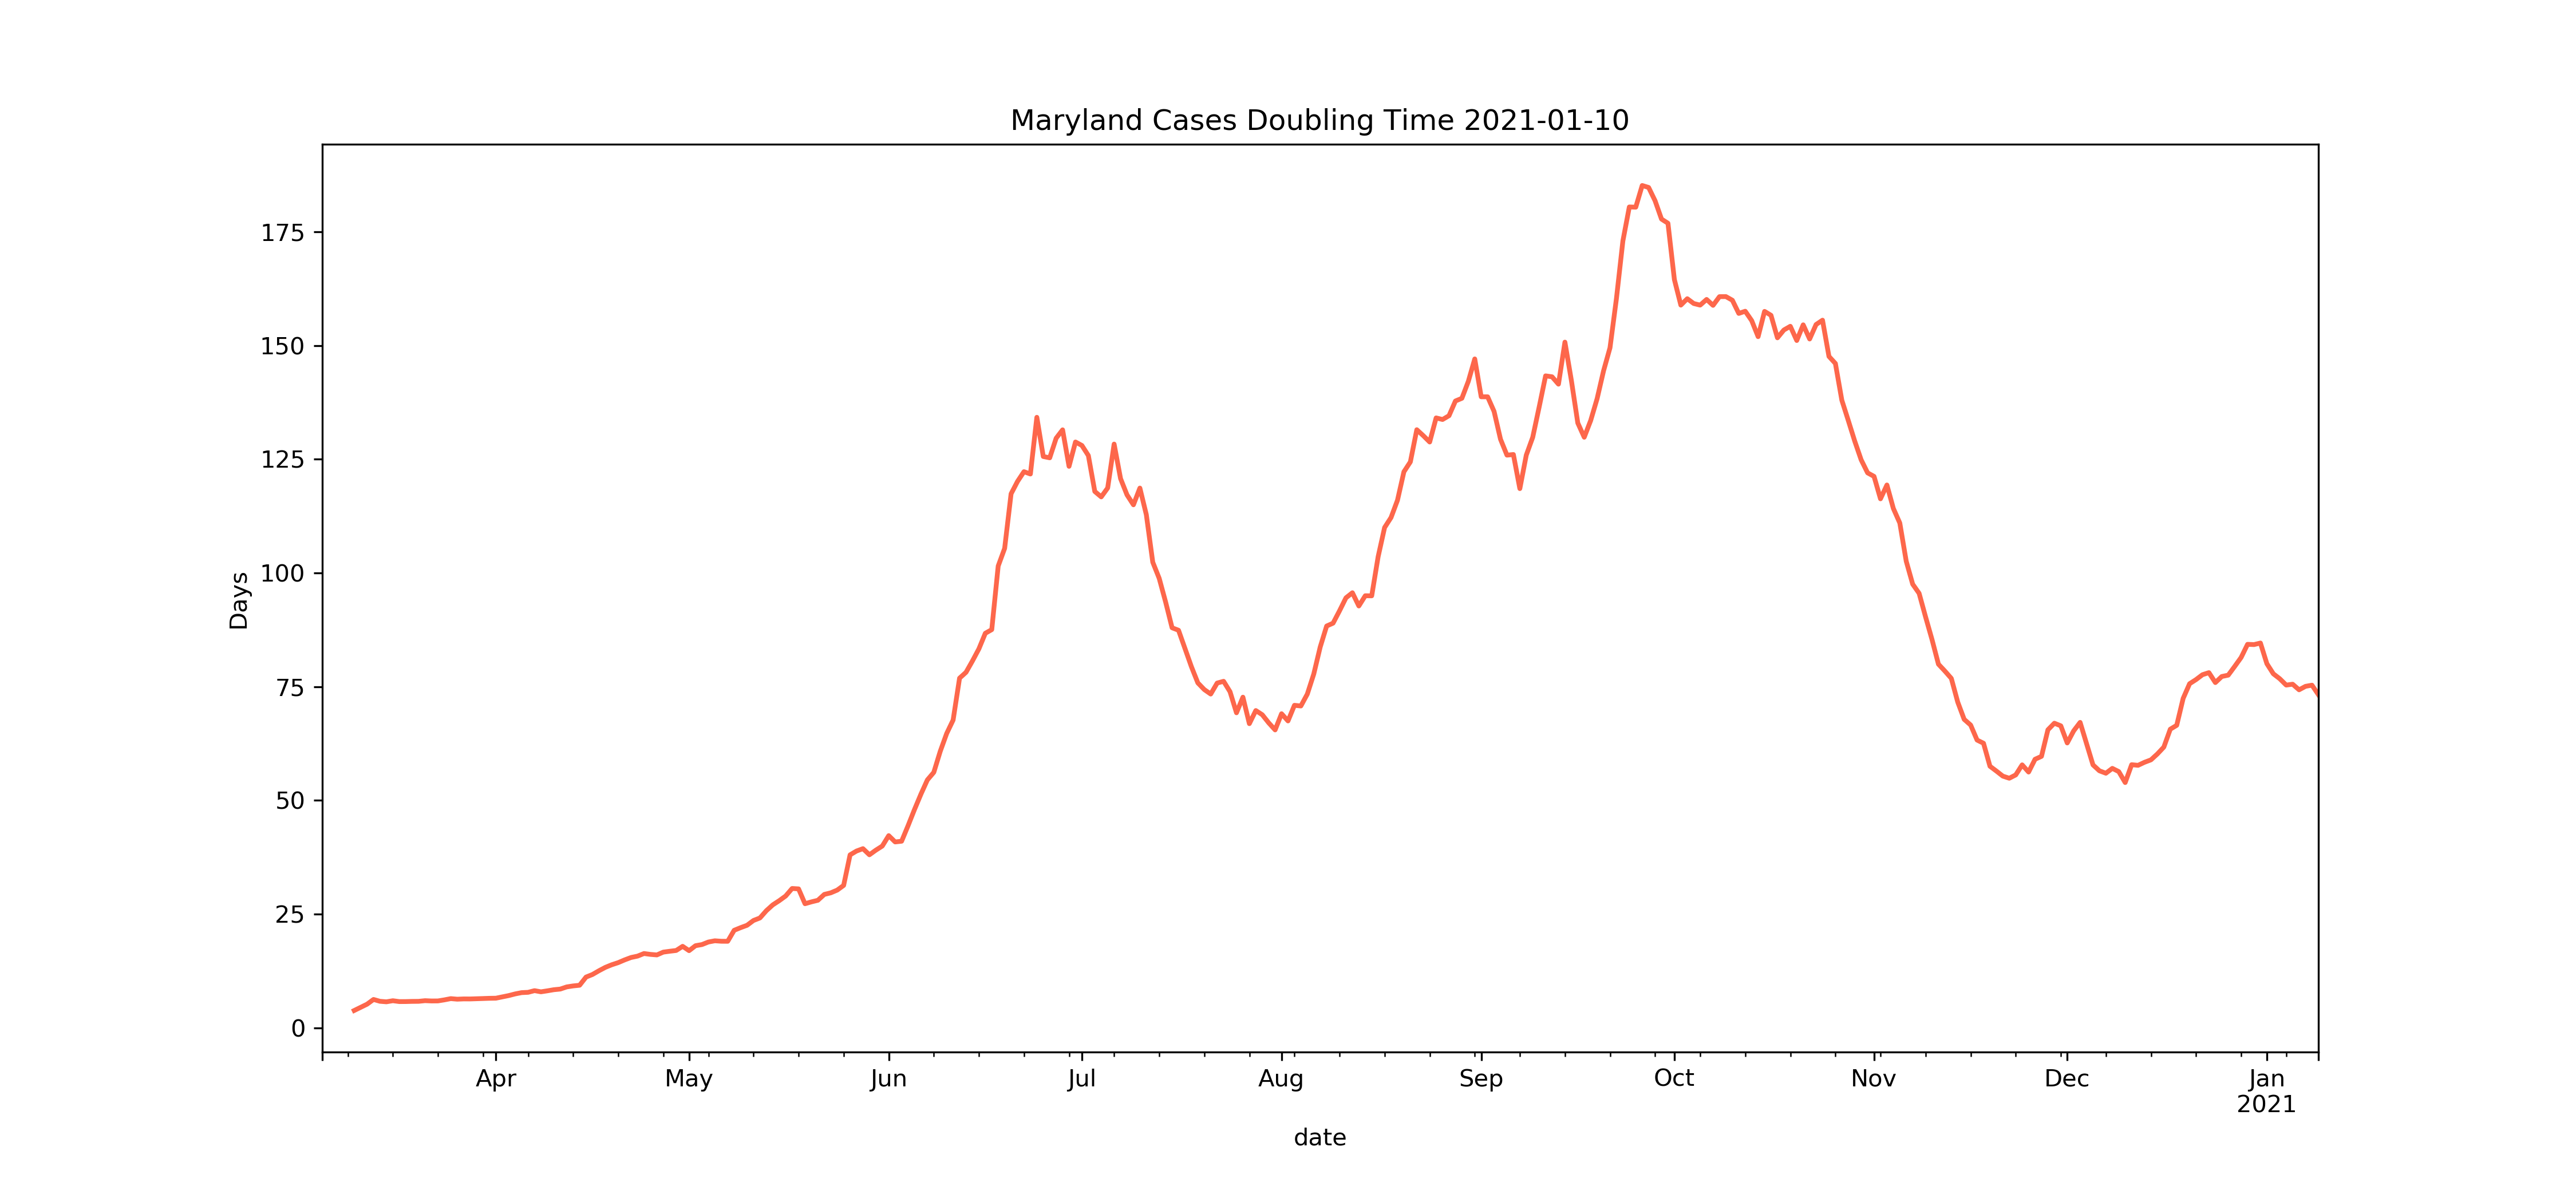 Maryland Cases Doubling Time 2021-01-10
Days
175
150
125
100
75
50
25
0
Apr May Jun Jul Aug Sep Oct Nov Dec Jan
2021
date